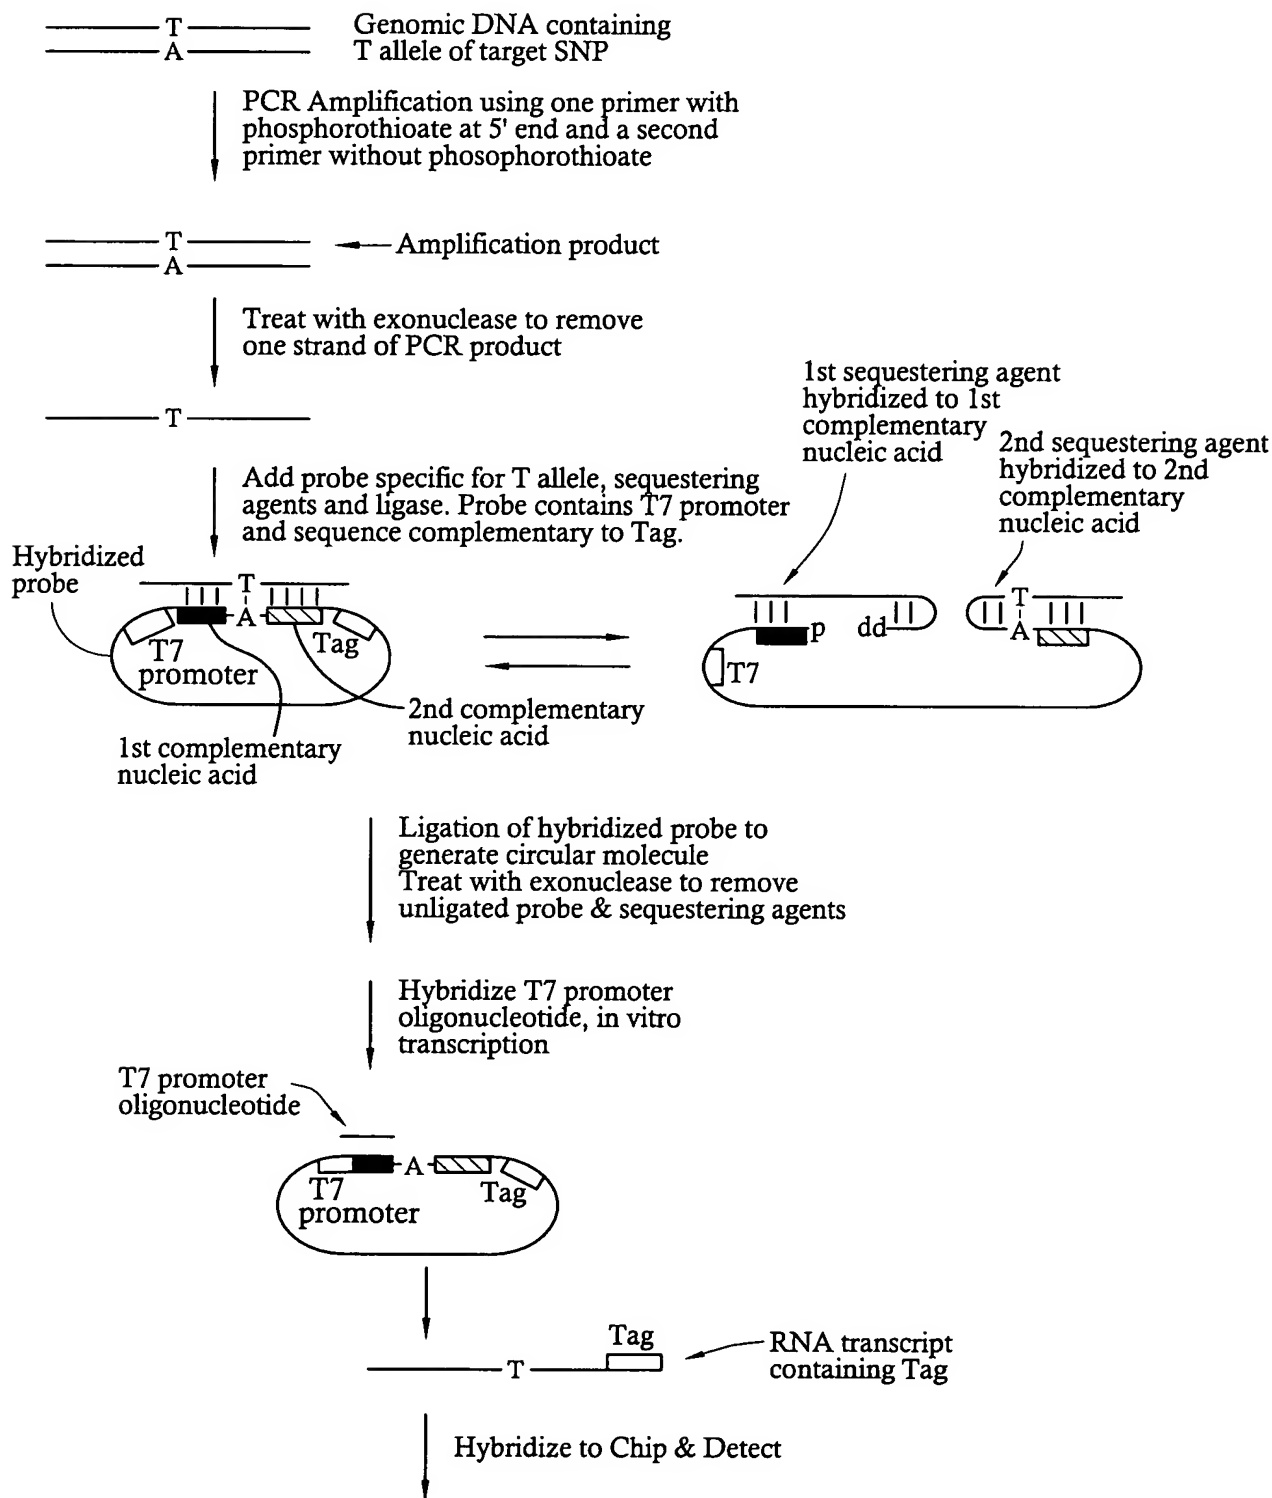 T
A
Genomic DNA containing
T allele of target SNP
PCR Amplification using one primer with
phosphorothioate at 5' end and a second
primer without phosophorothioate
T
A
Amplification product
Treat with exonuclease to remove
one strand of PCR product
T
1st sequestering agent
hybridized to 1st
complementary
nucleic acid
2nd sequestering agent
hybridized to 2nd
complementary
nucleic acid
Add probe specific for T allele, sequestering
agents and ligase. Probe contains T7 promoter
and sequence complementary to Tag.
Hybridized
probe
T
A
T7
promoter
Tag
1st complementary
nucleic acid
2nd complementary
nucleic acid
p
dd
T
A
T7
Ligation of hybridized probe to
generate circular molecule
Treat with exonuclease to remove
unligated probe & sequestering agents
Hybridize T7 promoter
oligonucleotide, in vitro
transcription
T7 promoter
oligonucleotide
A
T7
promoter
Tag
Tag
T
RNA transcript
containing Tag
Hybridize to Chip & Detect